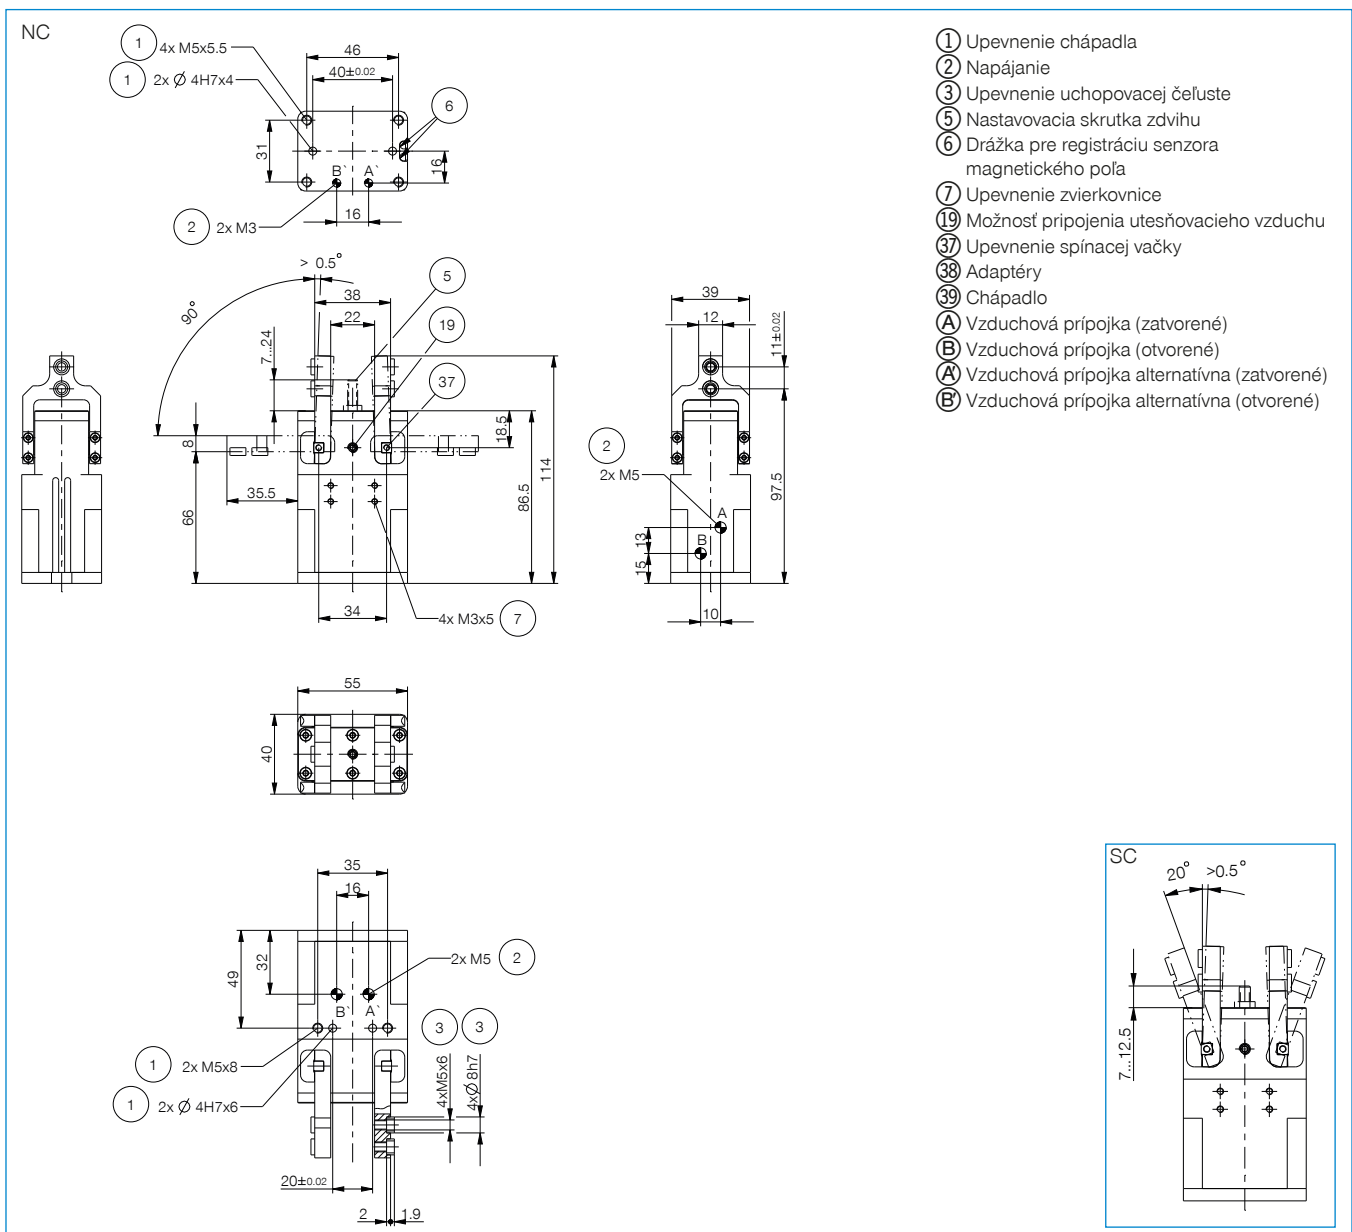 NC
1 4x M5x5.5
1 2x Ø 4H7x4
46
40±0.02
6
31
16
B` A`
16
2 2x M3
> 0.5°
90°
38
22
7...24
5
19
37
8
35.5
66
18.5
86.5
114
34
4x M3x5 7
39
12
11±0.02
2
2x M5
A
B
13
15
97.5
10
55
40
35
16
49
32
2x M5 2
B` A`
1 2x M5x8
1 2x Ø 4H7x6
3 3
4xM5x6
4xØ 8h7
20±0.02
2 1.9
1 Upevnenie chápadla
2 Napájanie
3 Upevnenie uchopovacej čeľuste
5 Nastavovacia skrutka zdvihu
6 Drážka pre registráciu senzora
magnetického poľa
7 Upevnenie zvierkovnice
19 Možnosť pripojenia utesňovacieho vzduchu
37 Upevnenie spínacej vačky
38 Adaptéry
39 Chápadlo
A Vzduchová prípojka (zatvorené)
B Vzduchová prípojka (otvorené)
A' Vzduchová prípojka alternatívna (zatvorené)
B' Vzduchová prípojka alternatívna (otvorené)
SC
20° >0.5°
7...12.5